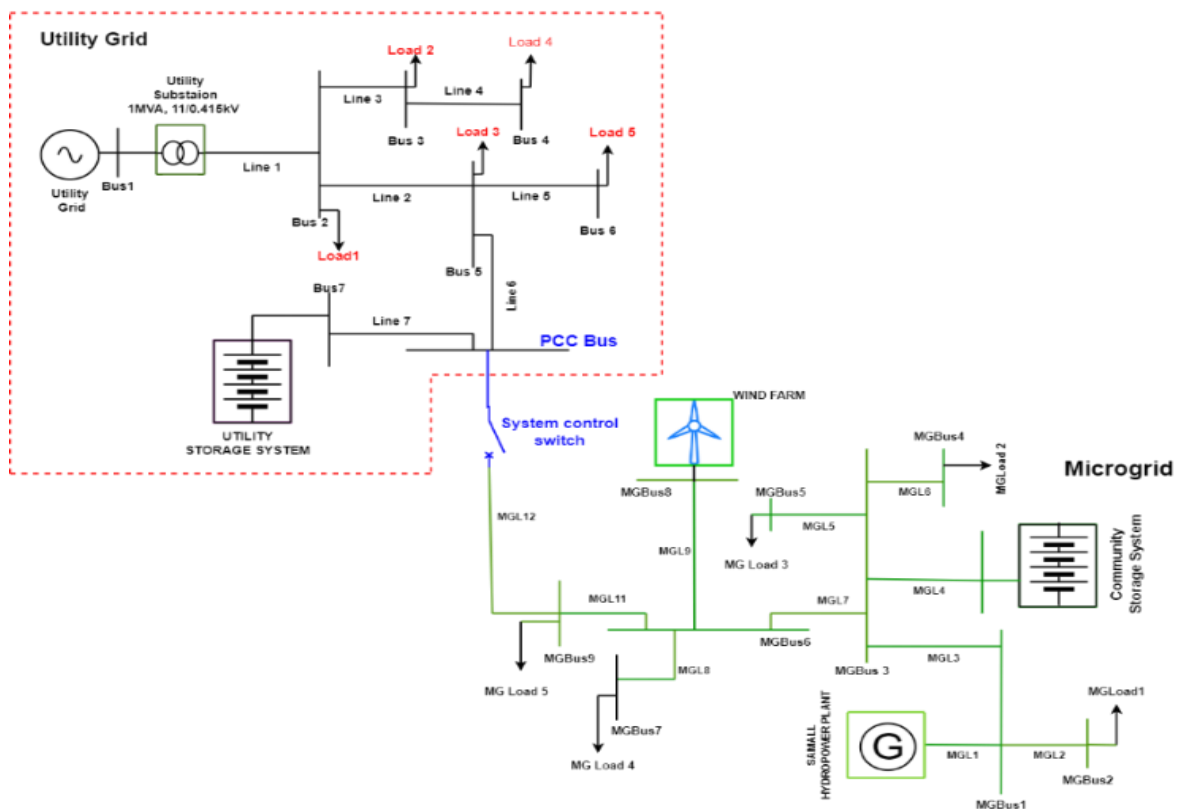 Utility Grid
Utility
Substaion
1MVA, 11/0.415kV
Load 2
Load 4
Line 3
Line 4
Bus 3
Bus 4
Load 3
Load 5
Bus1
Line 1
Utility
Grid
Line 2
Line 5
Bus 2
Bus 5
Bus 6
Load1
Bus7
Line6
Line 7
PCC Bus
UTILITY
STORAGE SYSTEM
System control
switch
WIND FARM
MGBus4
MGLoad 2
Microgrid
MGBus8
MGBus5
MGL6
MGL12
MGL5
MG Load 3
MGL9
Community
Storage System
MGL4
MGL11
MGL7
MGBus6
MGBus9
MGL8
MGBus 3
MGL3
MG Load 5
MGBus7
MG Load 4
SAMALL
HYDROPOWER PLANT
G
MGL1
MGL2
MGLoad1
MGBus2
MGBus1